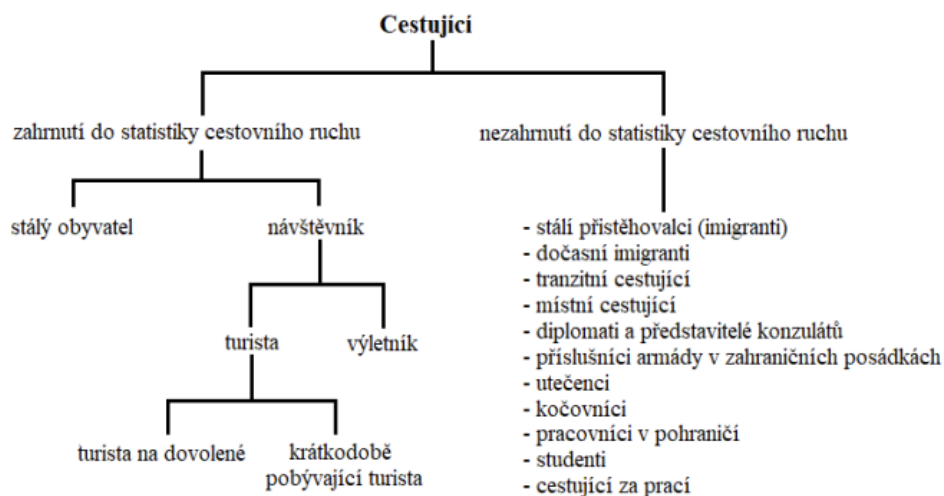 Cestující
zahrnutí do statistiky cestovního ruchu
nezahrnutí do statistiky cestovního ruchu
stálý obyvatel
návštěvník
turista
výletník
turista na dovolené
krátkodobě
pobývající turista
- stálí přistěhovalci (imigranti)
- dočasní imigranti
- tranzitní cestující
- místní cestující
- diplomati a představitelé konzulátů
- příslušníci armády v zahraničních posádkách
- utečenci
- kočovníci
- pracovníci v pohraničí
- studenti
- cestující za prací